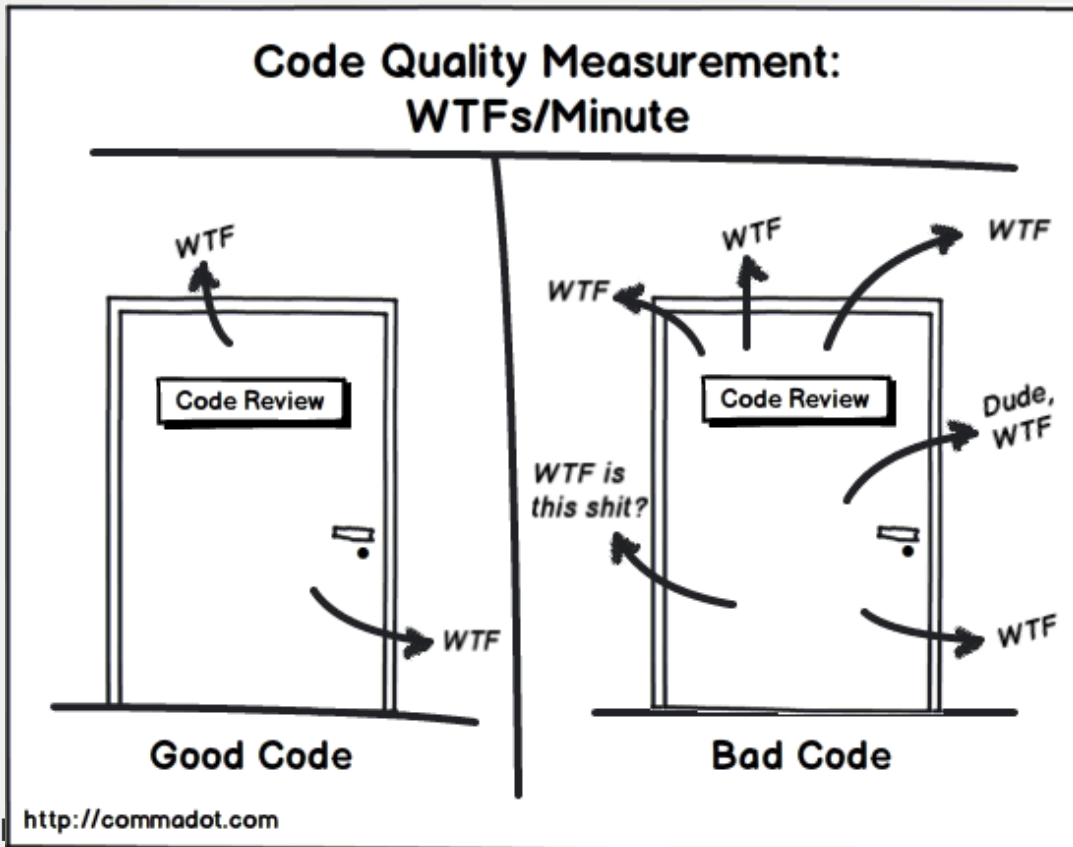 Code Quality Measurement:
WTFs/Minute
WTF
Code Review
WTF
Good Code
WTF
WTF
WTF
Code Review
Dude,
WTF
WTF is
this shit?
WTF
Bad Code
http://commadot.com